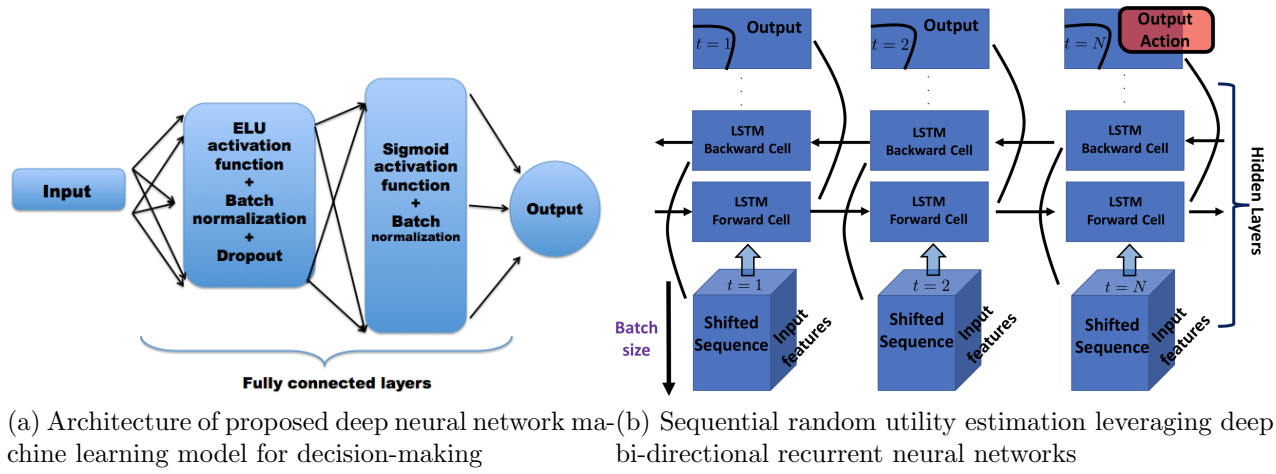 Input
ELU
activation
function
+
Batch
normalization
+
Dropout
Sigmoid
activation
function
+
Batch
normalization
Output
Fully connected layers
(a) Architecture of proposed deep neural network ma-
chine learning model for decision-making
t = 1
Output
t = 2
Output
t = N
Output
Action
. . .
. . .
. . .
LSTM
Backward Cell
LSTM
Backward Cell
LSTM
Backward Cell
LSTM
Forward Cell
LSTM
Forward Cell
LSTM
Forward Cell
Hidden Layers
Batch
size
t = 1
Shifted
Sequence
Input
features
t = 2
Shifted
Sequence
Input
features
t = N
Shifted
Sequence
Input
features
(b) Sequential random utility estimation leveraging deep
bi-directional recurrent neural networks